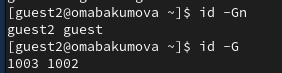 [guest2@omabakumova ~]$ id -Gn
guest2 guest
[guest2@omabakumova ~]$ id -G
1003 1002